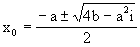 x₀ = (−a ± √(4b − a²i)) / 2